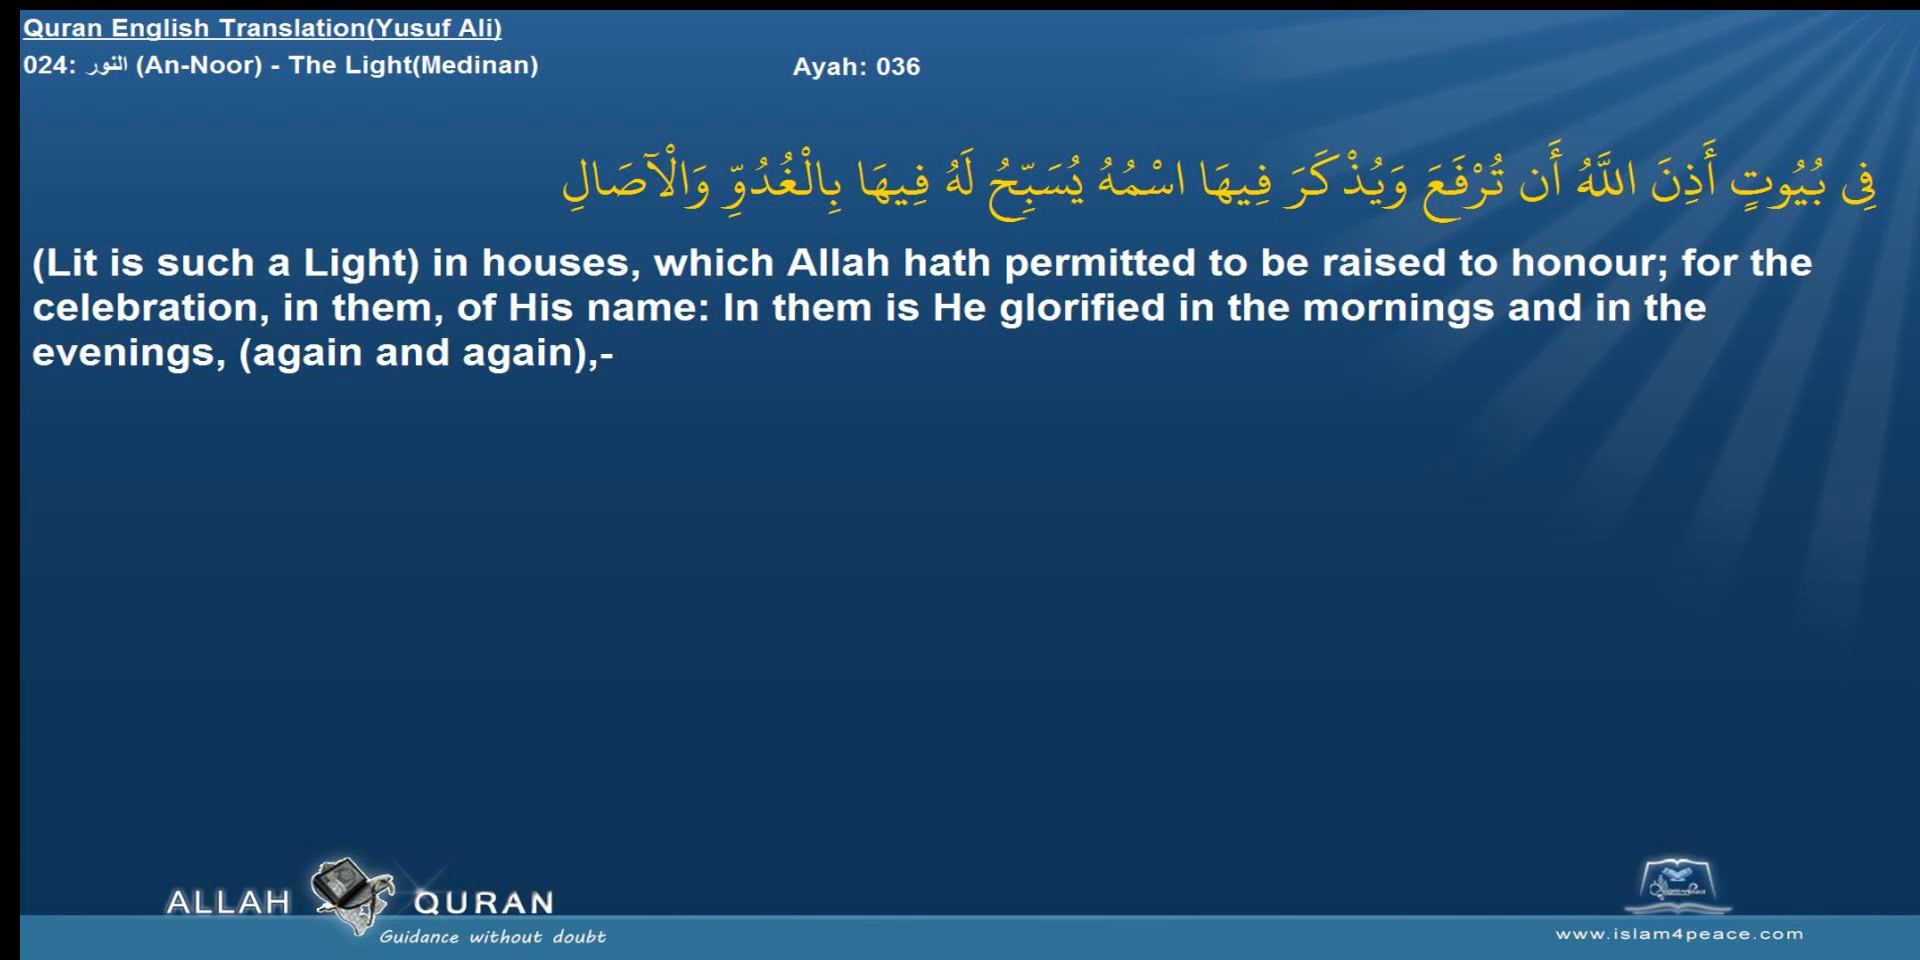 Quran English Translation(Yusuf Ali)
024: النور (An-Noor) - The Light(Medinan) Ayah: 036
فِي بُيُوتٍ أَذِنَ اللَّهُ أَن تُرْفَعَ وَيُذْكَرَ فِيهَا اسْمُهُ يُسَبِّحُ لَهُ فِيهَا بِالْغُدُوِّ وَالْآصَالِ
(Lit is such a Light) in houses, which Allah hath permitted to be raised to honour; for the
celebration, in them, of His name: In them is He glorified in the mornings and in the
evenings, (again and again),-
ALLAH QURAN
Guidance without doubt
www.islam4peace.com